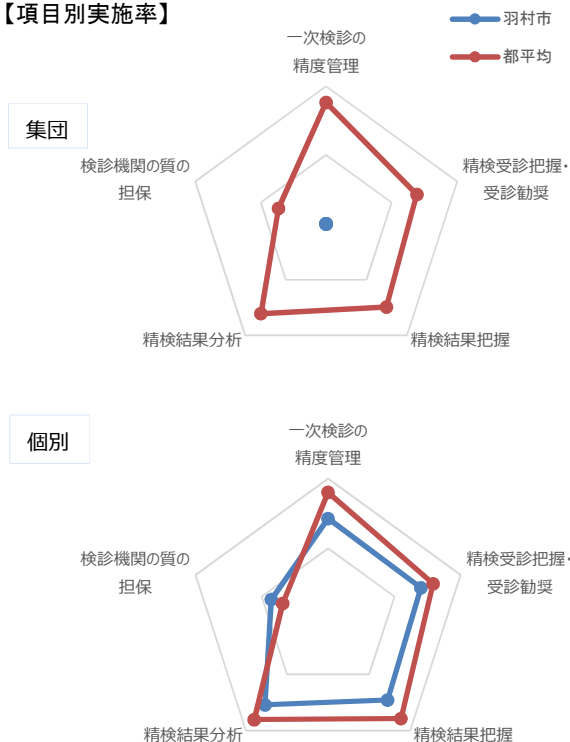 【項目別実施率】
羽村市
都平均
集団
一次検診の
精度管理
精検受診把握・
受診勧奨
精検結果把握
精検結果分析
検診機関の質の
担保
個別
一次検診の
精度管理
精検受診把握・
受診勧奨
精検結果把握
精検結果分析
検診機関の質の
担保